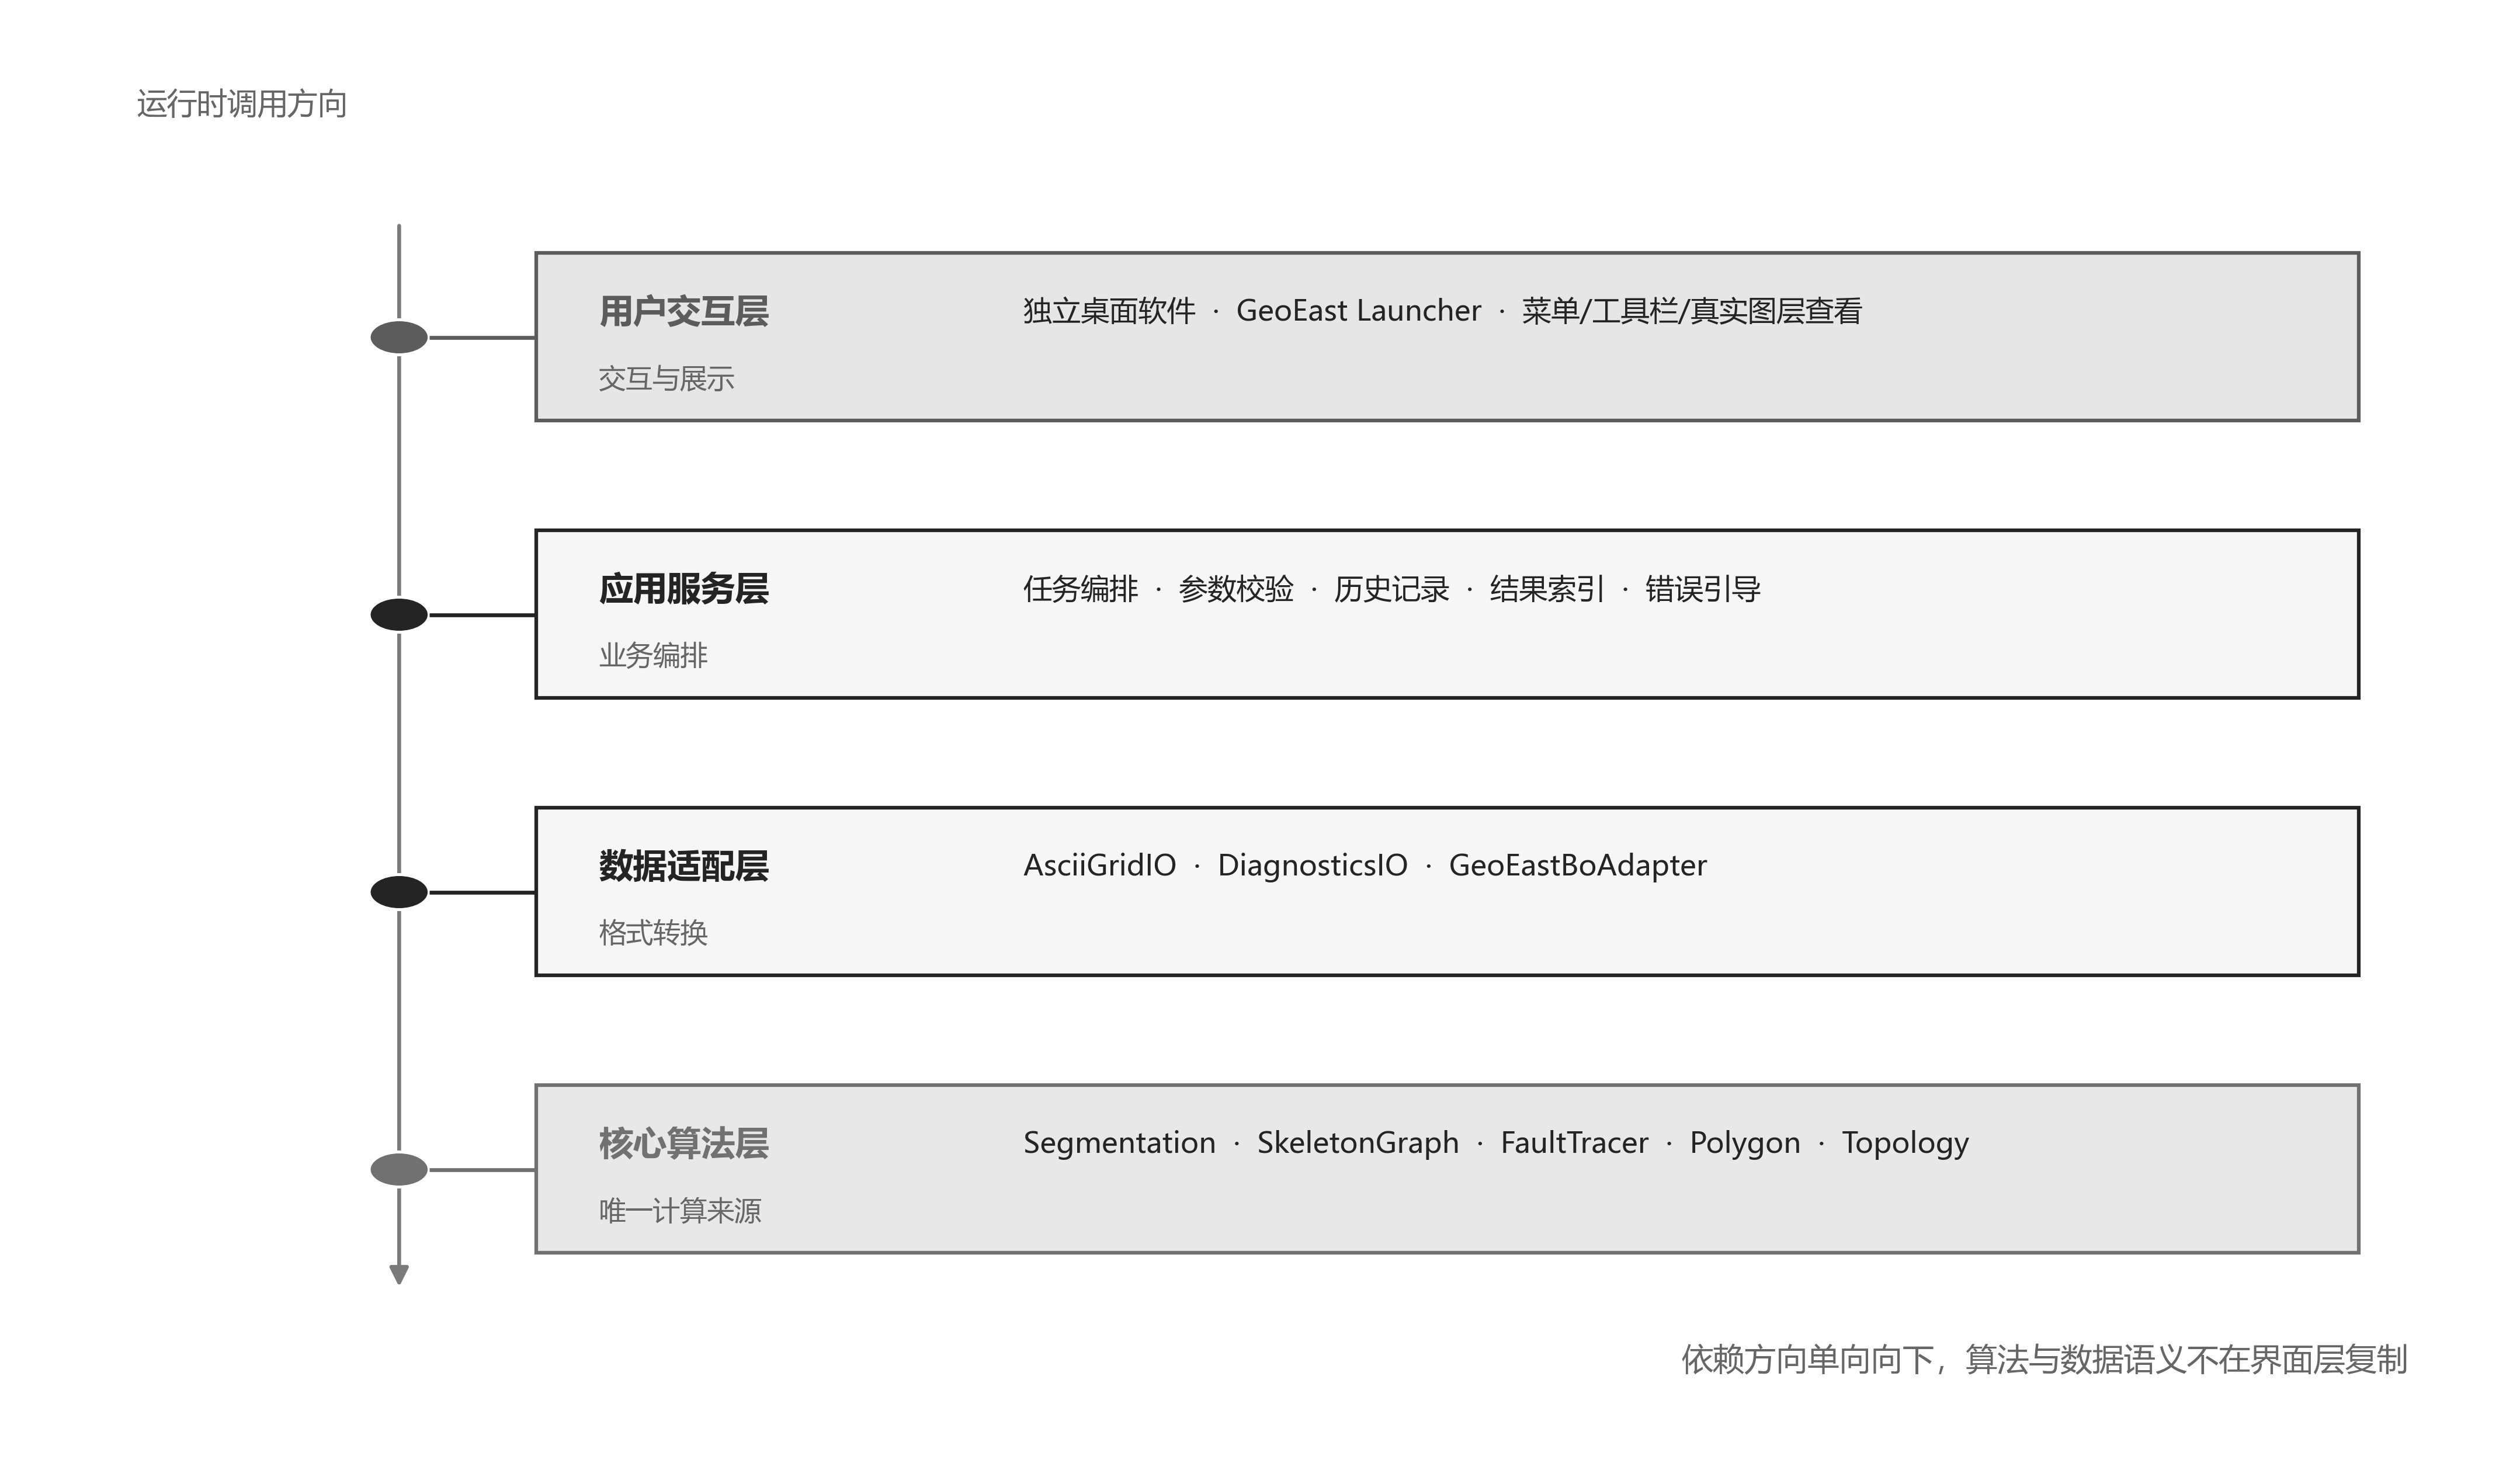 运行时调用方向
用户交互层
独立桌面软件 · GeoEast Launcher · 菜单/工具栏/真实图层查看
交互与展示
应用服务层
任务编排 · 参数校验 · 历史记录 · 结果索引 · 错误引导
业务编排
数据适配层
AsciiGridIO · DiagnosticsIO · GeoEastBoAdapter
格式转换
核心算法层
Segmentation · SkeletonGraph · FaultTracer · Polygon · Topology
唯一计算来源
依赖方向单向向下，算法与数据语义不在界面层复制